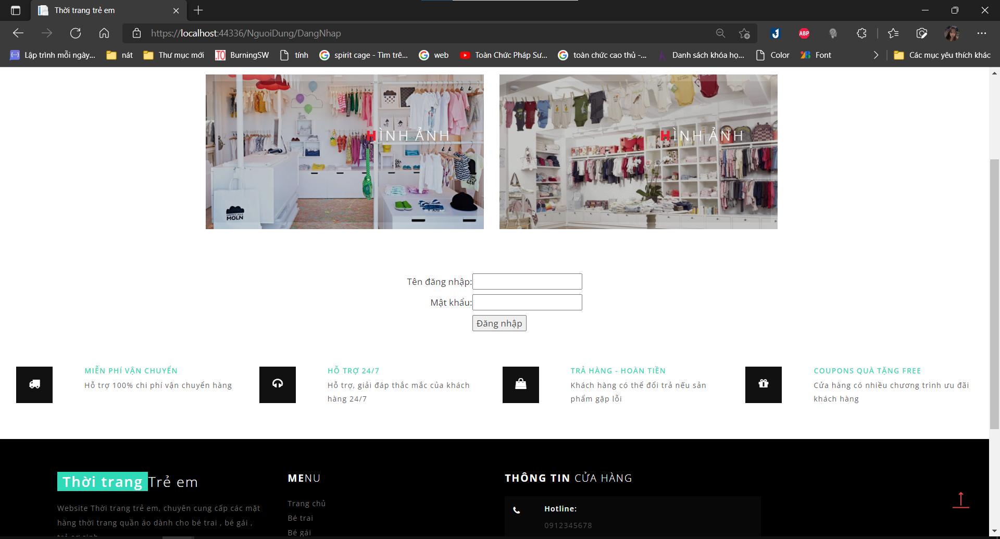 Thời trang trẻ em
https://localhost:44336/NguoiDung/DangNhap
ABP
Lập trình mỗi ngày...
nát
Thư mục mới
.TO
BurningSW
tính
spirit cage - Tìm trê...
web
Toàn Chức Pháp Sư...
toàn chức cao thủ -...
Danh sách khóa họ...
Color
Font
Các mục yêu thích khác
HÌNH ẢNH
HÌNH ẢNH
MOLN
Tên đăng nhập:
Mật khẩu:
Đăng nhập
MIỄN PHÍ VẬN CHUYỂN
Hỗ trợ 100% chi phí vận chuyển hàng
HỖ TRỢ 24/7
Hỗ trợ, giải đáp thắc mắc của khách
hàng 24/7
TRẢ HÀNG - HOÀN TIỀN
Khách hàng có thể đổi trả nếu sản
phẩm gặp lỗi
COUPONS QUÀ TẶNG FREE
Cửa hàng có nhiều chương trình ưu đãi
khách hàng
Thời trang Trẻ em
Website Thời trang trẻ em, chuyên cung cấp các mặt
hàng thời trang quần áo dành cho bé trai , bé gái ,
MENU
Trang chủ
Bé trai
Bé gái
THÔNG TIN CỬA HÀNG
Hotline:
0912345678